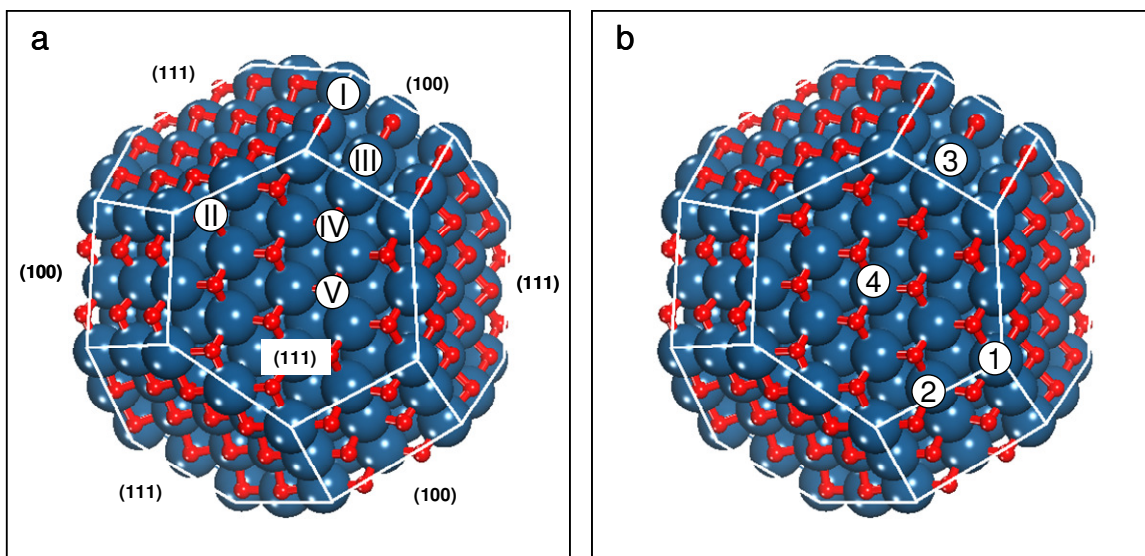 a
(111)
I
(100)
III
II
IV
(100)
V
(111)
(111)
(111)
(100)
b
3
4
1
2